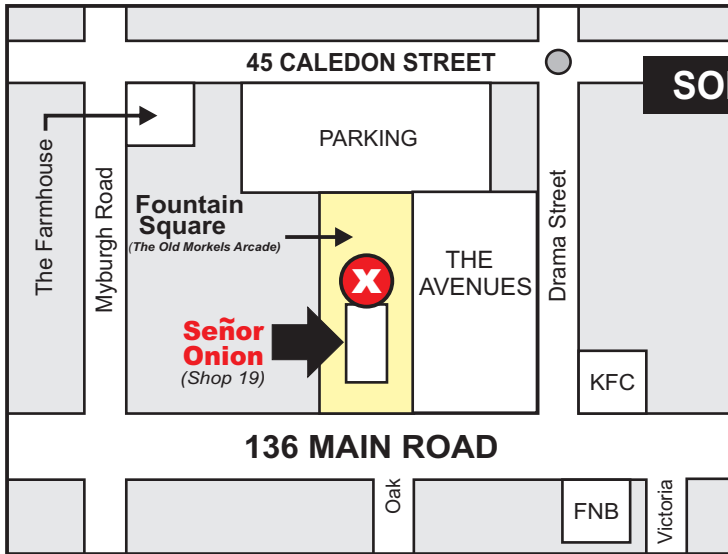 45 CALEDON STREET
SO
The Farmhouse
Myburgh Road
PARKING
Fountain
Square
(The Old Morkels Arcade)
X
THE
AVENUES
Drama Street
Señor
Onion
(Shop 19)
KFC
136 MAIN ROAD
Oak
FNB
Victoria